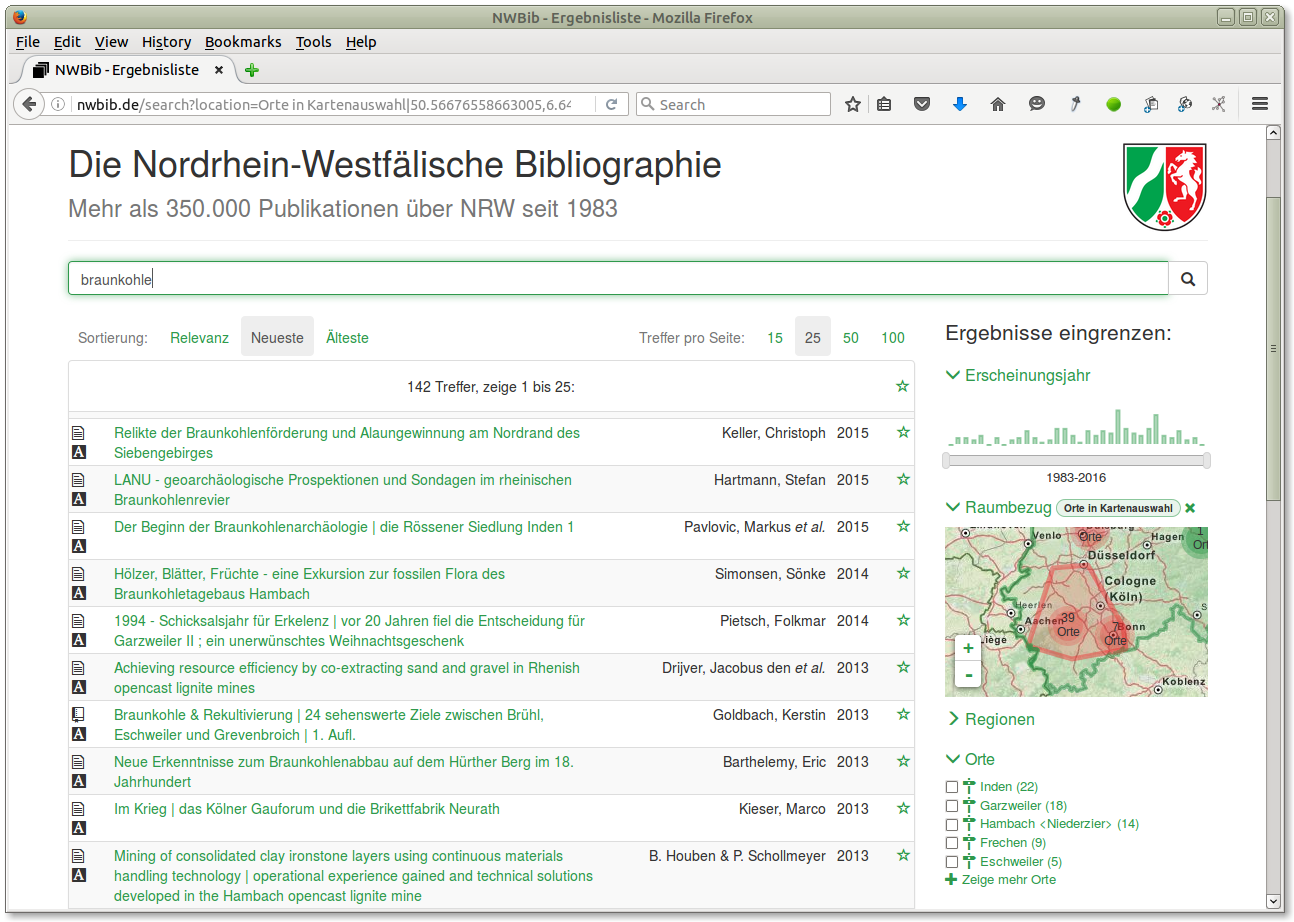 NWBib - Ergebnisliste - Mozilla Firefox
File Edit View History Bookmarks Tools Help
NWBib - Ergebnisliste
nwbib.de/search?location=Orte in Kartenauswahl|50.56676558663005,6.64
Search
Die Nordrhein-Westfälische Bibliographie
Mehr als 350.000 Publikationen über NRW seit 1983
braunkohle
Sortierung: Relevanz Neueste Älteste Treffer pro Seite: 15 25 50 100
142 Treffer, zeige 1 bis 25:
Relikte der Braunkohlenförderung und Alaungewinnung am Nordrand des Keller, Christoph 2015
Siebengebirges
LANU - geoarchäologische Prospektionen und Sondagen im rheinischen Hartmann, Stefan 2015
Braunkohlenrevier
Der Beginn der Braunkohlenarchäologie | die Rössener Siedlung Inden 1 Pavlovic, Markus et al. 2015
Hölzer, Blätter, Früchte - eine Exkursion zur fossilen Flora des Simonsen, Sönke 2014
Braunkohletagebaus Hambach
1994 - Schicksalsjahr für Erkelenz | vor 20 Jahren fiel die Entscheidung für Pietsch, Folkmar 2014
Garzweiler II ; ein unerwünschtes Weihnachtsgeschenk
Achieving resource efficiency by co-extracting sand and gravel in Rhenish Drijver, Jacobus den et al. 2013
opencast lignite mines
Braunkohle & Rekultivierung | 24 sehenswerte Ziele zwischen Brühl, Goldbach, Kerstin 2013
Eschweiler und Grevenbroich | 1. Aufl.
Neue Erkenntnisse zum Braunkohlenabbau auf dem Hürther Berg im 18. Barthelemy, Eric 2013
Jahrhundert
Im Krieg | das Kölner Gauforum und die Brikettfabrik Neurath Kieser, Marco 2013
Mining of consolidated clay ironstone layers using continuous materials B. Houben & P. Schollmeyer 2013
handling technology | operational experience gained and technical solutions
developed in the Hambach opencast lignite mine
Ergebnisse eingrenzen:
Erscheinungsjahr
1983-2016
Raumbezug Orte in Kartenauswahl
Venlo Orte Hagen 1
Düsseldorf
Cologne
(Köln)
Heerlen
Aachen 39 Orte
7 Orte Bonn
Liège
Koblenz
+
-
Regionen
Orte
Inden (22)
Garzweiler (18)
Hambach <Niederzier> (14)
Frechen (9)
Eschweiler (5)
Zeige mehr Orte